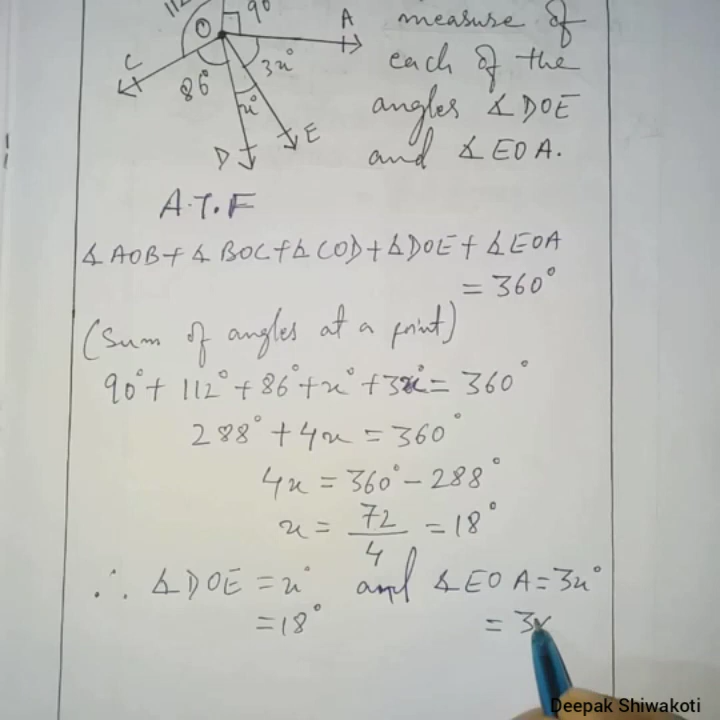 112 90°
A
O
C
86°
3x°
x°
D
E
measure of
each of the
angles ∡DOE
and ∡EOA.
A.T.F
∡AOB+∡BOC+∡COD+∡DOE+∡EOA
= 360°
(Sum of angles at a point)
90°+ 112°+86°+x°+3x°= 360°
288°+4x = 360°
4x = 360°- 288°
x = 72/4 = 18°
∴ ∡DOE = x° and ∡EOA = 3x°
= 18° = 3x
Deepak Shiwakoti